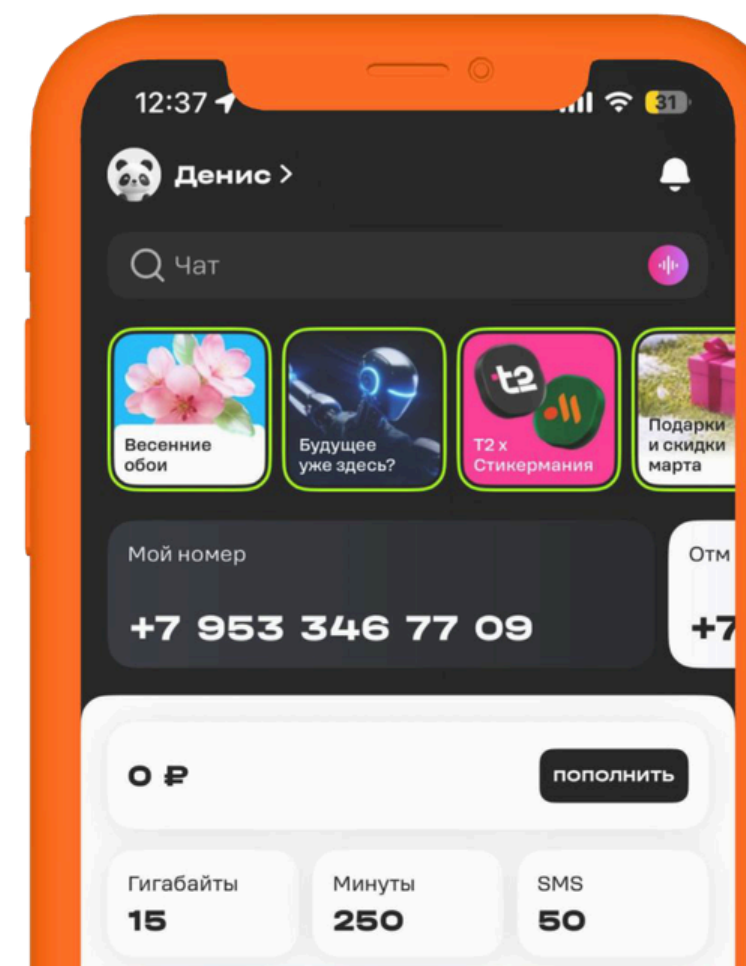 12:37
31
Денис >
Чат
Весенние
обои
Будущее
уже здесь?
t2
T2 x
Стикермания
Подарки
и скидки
марта
Мой номер
Отм
+7 953 346 77 09
+7
0 ₽
ПОПОЛНИТЬ
Гигабайты
Минуты
SMS
15
250
50